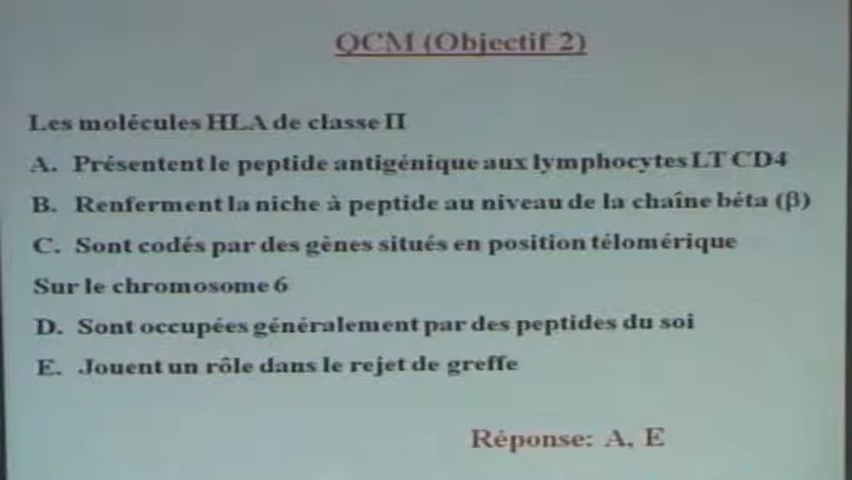 QCM (Objectif 2)
Les molécules HLA de classe II
A. Présentent le peptide antigénique aux lymphocytes LT CD4
B. Renferment la niche à peptide au niveau de la chaîne béta (β)
C. Sont codés par des gènes situés en position télomérique
Sur le chromosome 6
D. Sont occupées généralement par des peptides du soi
E. Jouent un rôle dans le rejet de greffe
Réponse: A, E